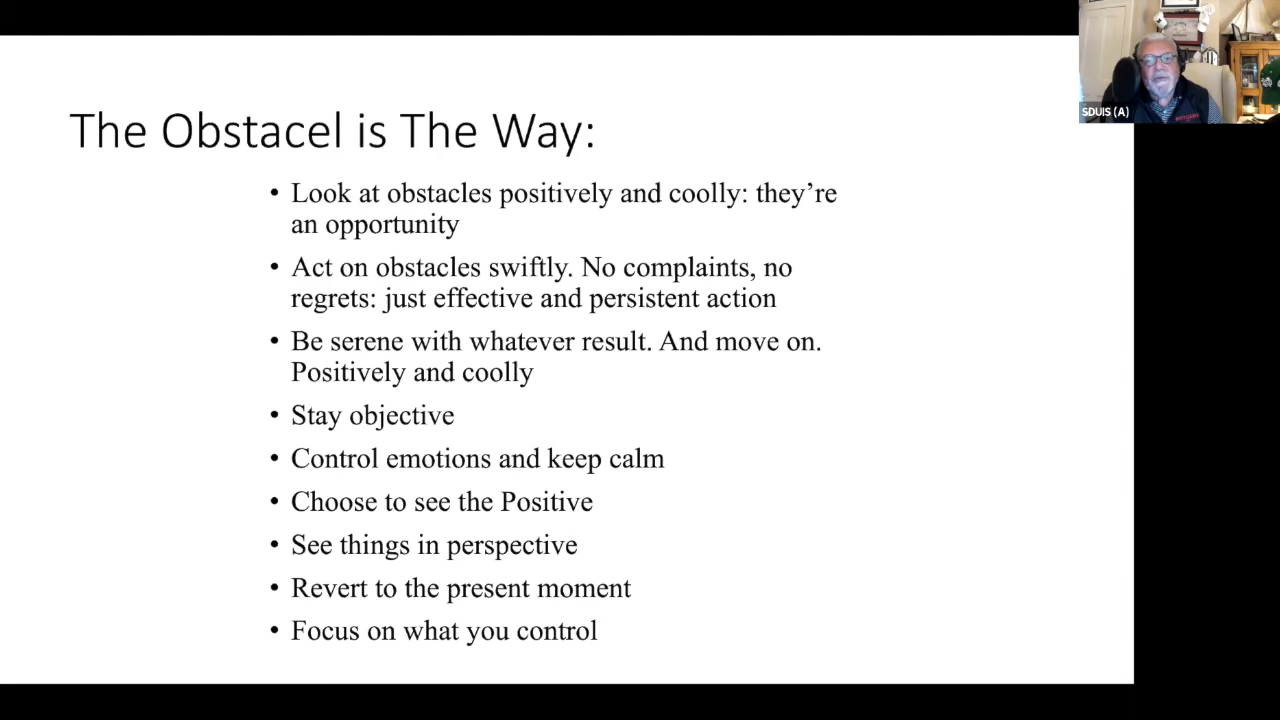 The Obstacel is The Way:
• Look at obstacles positively and coolly: they’re
an opportunity
• Act on obstacles swiftly. No complaints, no
regrets: just effective and persistent action
• Be serene with whatever result. And move on.
Positively and coolly
• Stay objective
• Control emotions and keep calm
• Choose to see the Positive
• See things in perspective
• Revert to the present moment
• Focus on what you control
SDUIS (A)